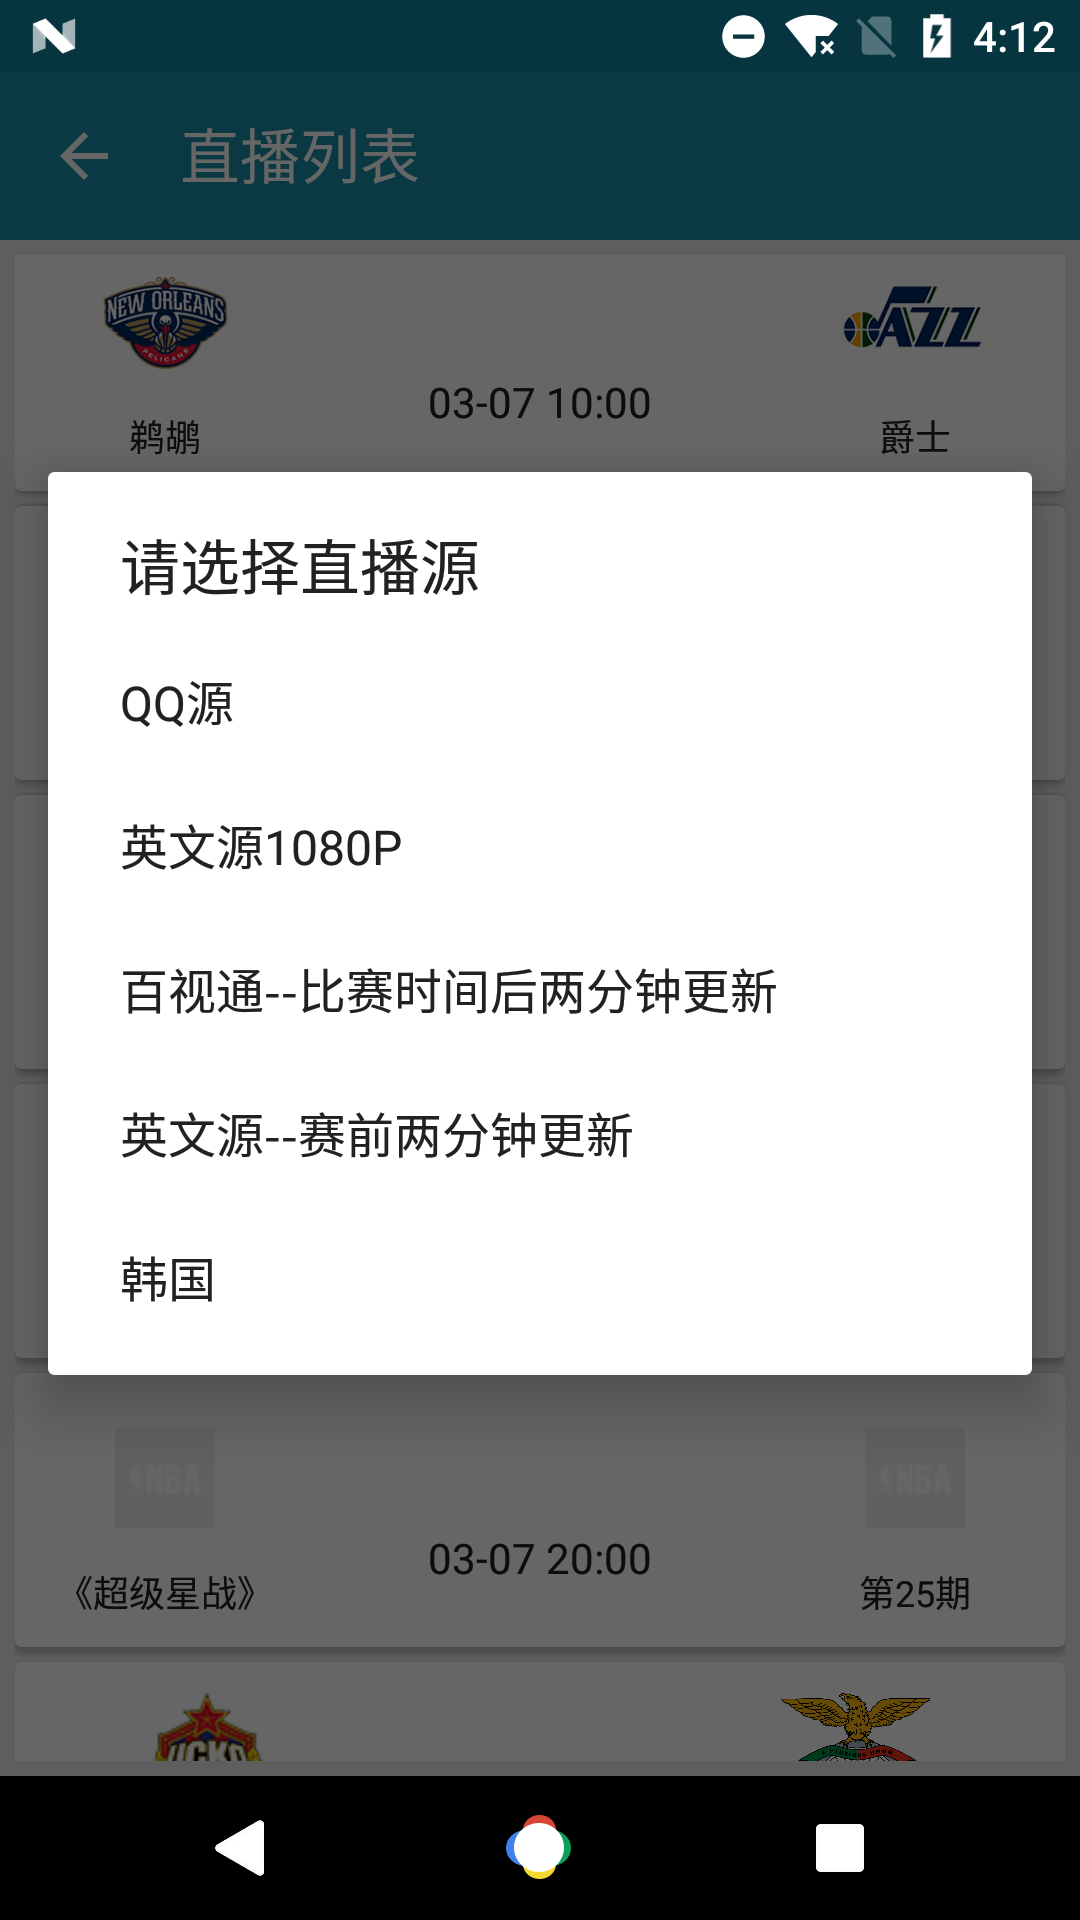 4:12
直播列表
NEW ORLEANS
PELICANS
JAZZ
03-07 10:00
鹈鹕
爵士
请选择直播源
QQ源
英文源1080P
百视通--比赛时间后两分钟更新
英文源--赛前两分钟更新
韩国
NBA
NBA
03-07 20:00
《超级星战》
第25期
ЦСКА